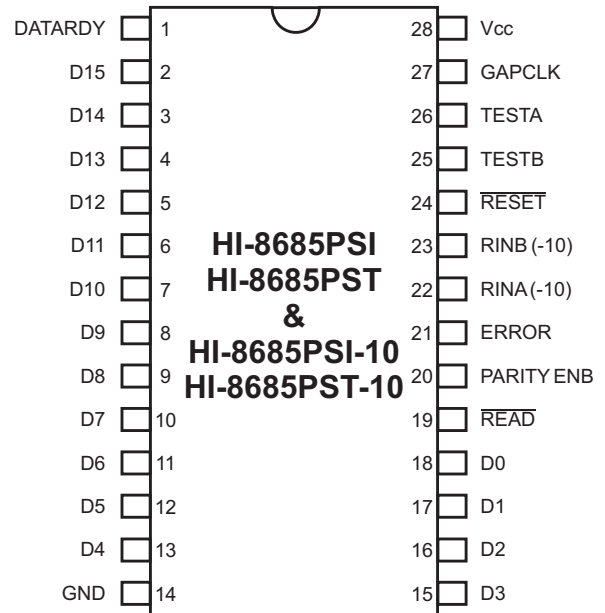 DATARDY 1 28 Vcc
D15 2 27 GAPCLK
D14 3 26 TESTA
D13 4 25 TESTB
D12 5 24 RESET
D11 6 HI-8685PSI 23 RINB (-10)
D10 7 HI-8685PST 22 RINA (-10)
&
D9 8 21 ERROR
HI-8685PSI-10
D8 9 HI-8685PST-10 20 PARITY ENB
D7 10 19 READ
D6 11 18 D0
D5 12 17 D1
D4 13 16 D2
GND 14 15 D3